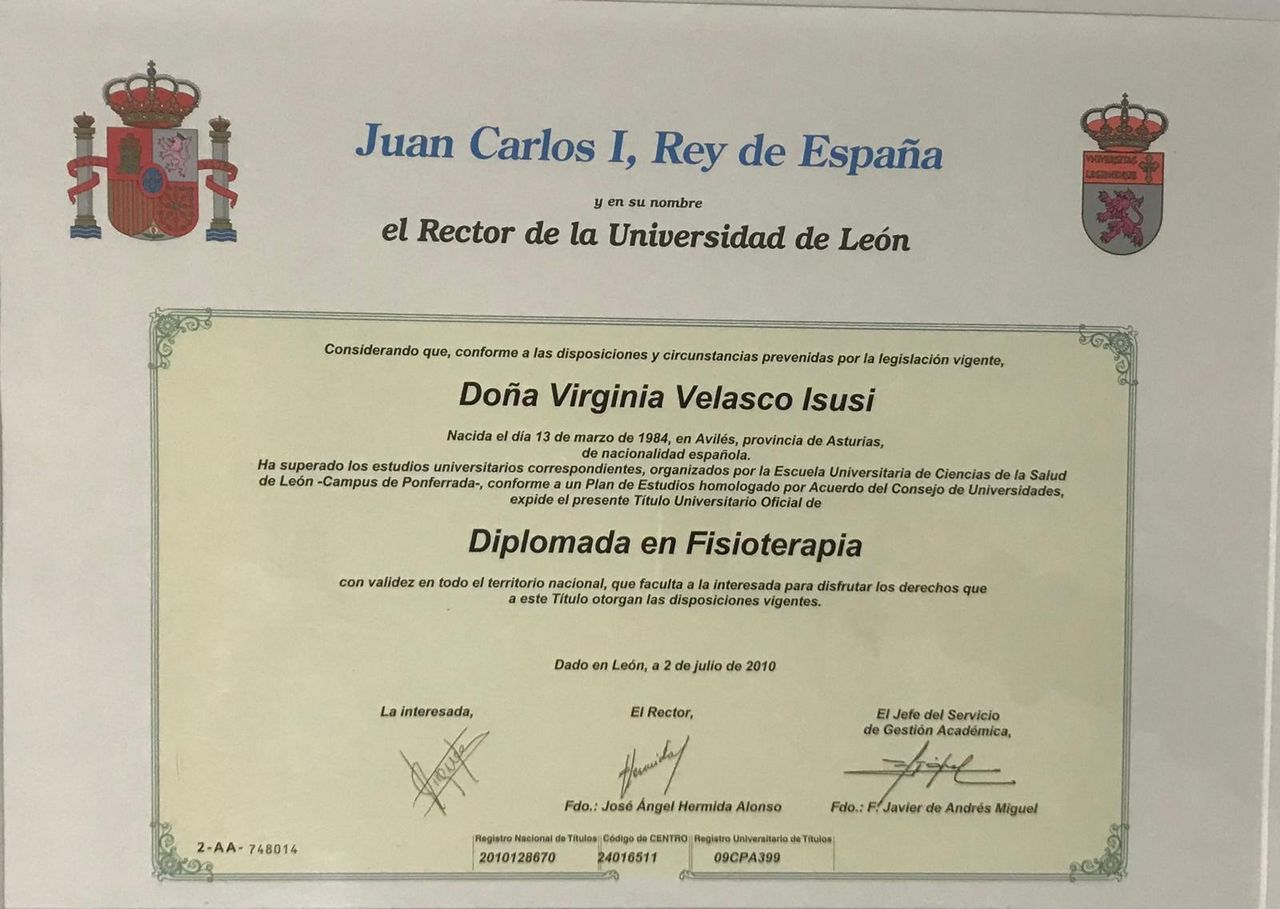 Juan Carlos I, Rey de España
y en su nombre
el Rector de la Universidad de León
VNIVERSITAS
LEGIONENSIS
Considerando que, conforme a las disposiciones y circunstancias prevenidas por la legislación vigente,
Doña Virginia Velasco Isusi
Nacida el día 13 de marzo de 1984, en Avilés, provincia de Asturias,
de nacionalidad española.
Ha superado los estudios universitarios correspondientes, organizados por la Escuela Universitaria de Ciencias de la Salud
de León -Campus de Ponferrada-, conforme a un Plan de Estudios homologado por Acuerdo del Consejo de Universidades,
expide el presente Título Universitario Oficial de
Diplomada en Fisioterapia
con validez en todo el territorio nacional, que faculta a la interesada para disfrutar los derechos que
a este Título otorgan las disposiciones vigentes.
Dado en León, a 2 de julio de 2010
La interesada,
El Rector,
El Jefe del Servicio
de Gestión Académica,
Hermida
Fdo.: José Ángel Hermida Alonso
Fdo.: F. Javier de Andrés Miguel
2-AA- 748014
Registro Nacional de Títulos Código de CENTRO Registro Universitario de Títulos
2010128670 24016511 09CPA399